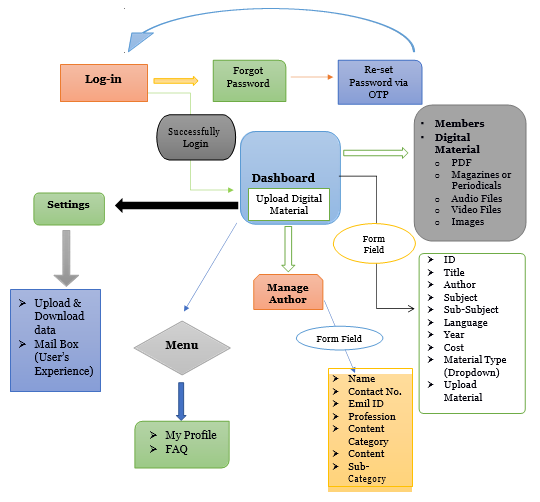 Log-in
Forgot
Password
Re-set
Password via
OTP
Successfully
Login
Dashboard
Upload Digital
Material
• Members
• Digital
Material
o PDF
o Magazines or
Periodicals
o Audio Files
o Video Files
o Images
Settings
Form
Field
➢ ID
➢ Title
➢ Author
➢ Subject
➢ Sub-Subject
➢ Language
➢ Year
➢ Cost
➢ Material Type
(Dropdown)
➢ Upload
Material
Manage
Author
➢ Upload &
Download
data
➢ Mail Box
(User's
Experience)
Menu
Form Field
➢ Name
➢ Contact No.
➢ Emil ID
➢ Profession
➢ Content
Category
➢ Content
➢ Sub-
Category
➢ My Profile
➢ FAQ